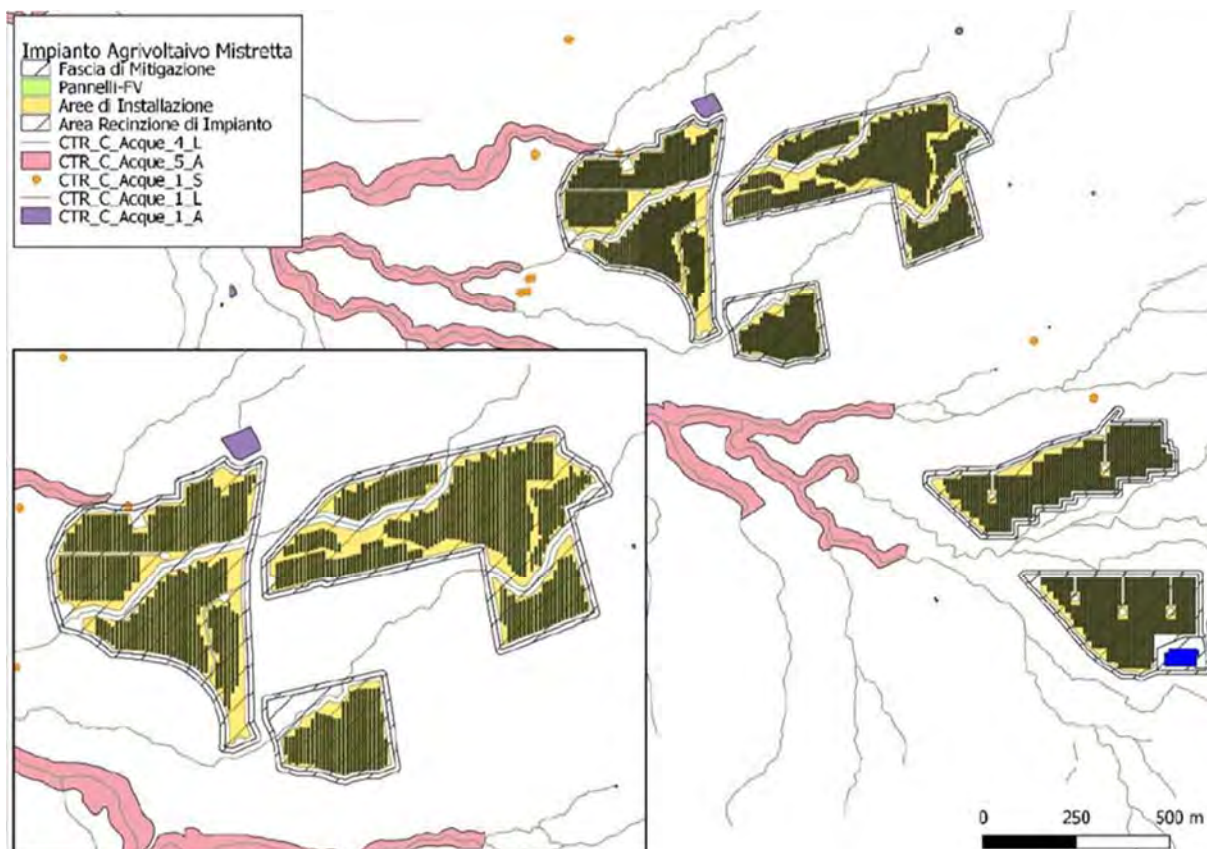 Impianto Agrivoltaivo Mistretta
Fascia di Mitigazione
Pannelli-FV
Aree di Installazione
Area Recinzione di Impianto
CTR_C_Acque_4_L
CTR_C_Acque_5_A
CTR_C_Acque_1_S
CTR_C_Acque_1_L
CTR_C_Acque_1_A
0 250 500 m